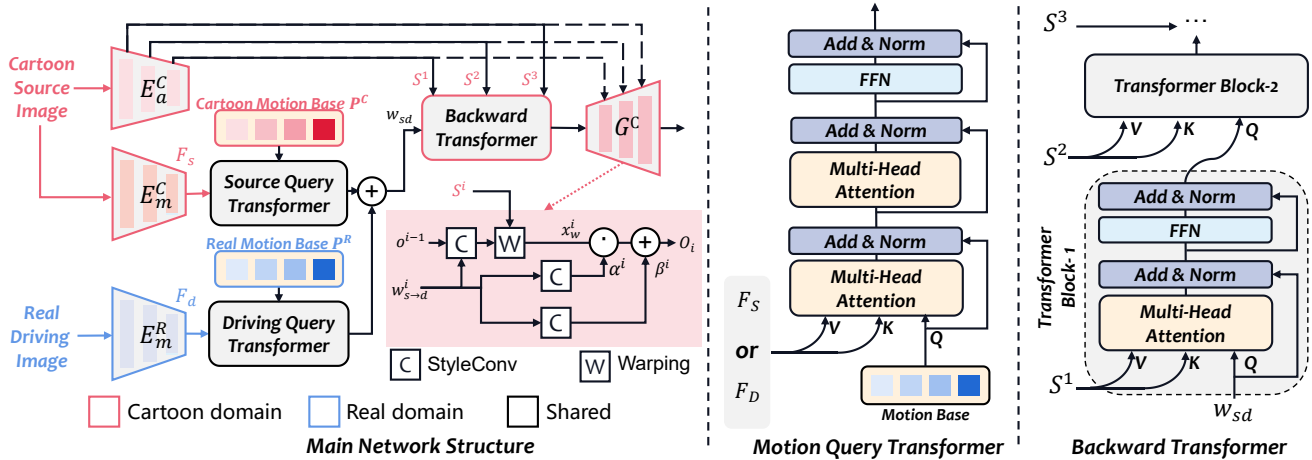 Cartoon
Source
Image
E_a^C
Cartoon Motion Base P^C
S^1
S^2
S^3
w_{sd}
Backward
Transformer
G^C
E_m^C
F_s
Source Query
Transformer
+
Real Motion Base P^R
Real
Driving
Image
E_m^R
F_d
Driving Query
Transformer
S^i
o^{i-1}
C
W
x_w^i
·
+
O_i
w_{s→d}^i
C
α^i
β^i
C
C
StyleConv
W
Warping
Cartoon domain
Real domain
Shared
Main Network Structure
Add & Norm
FFN
Add & Norm
Multi-Head
Attention
Add & Norm
Multi-Head
Attention
F_S
or
F_D
V
K
Q
Motion Base
Motion Query Transformer
S^3
...
Transformer Block-2
V
K
Q
S^2
Add & Norm
FFN
Add & Norm
Multi-Head
Attention
Transformer
Block-1
V
K
Q
S^1
w_{sd}
Backward Transformer